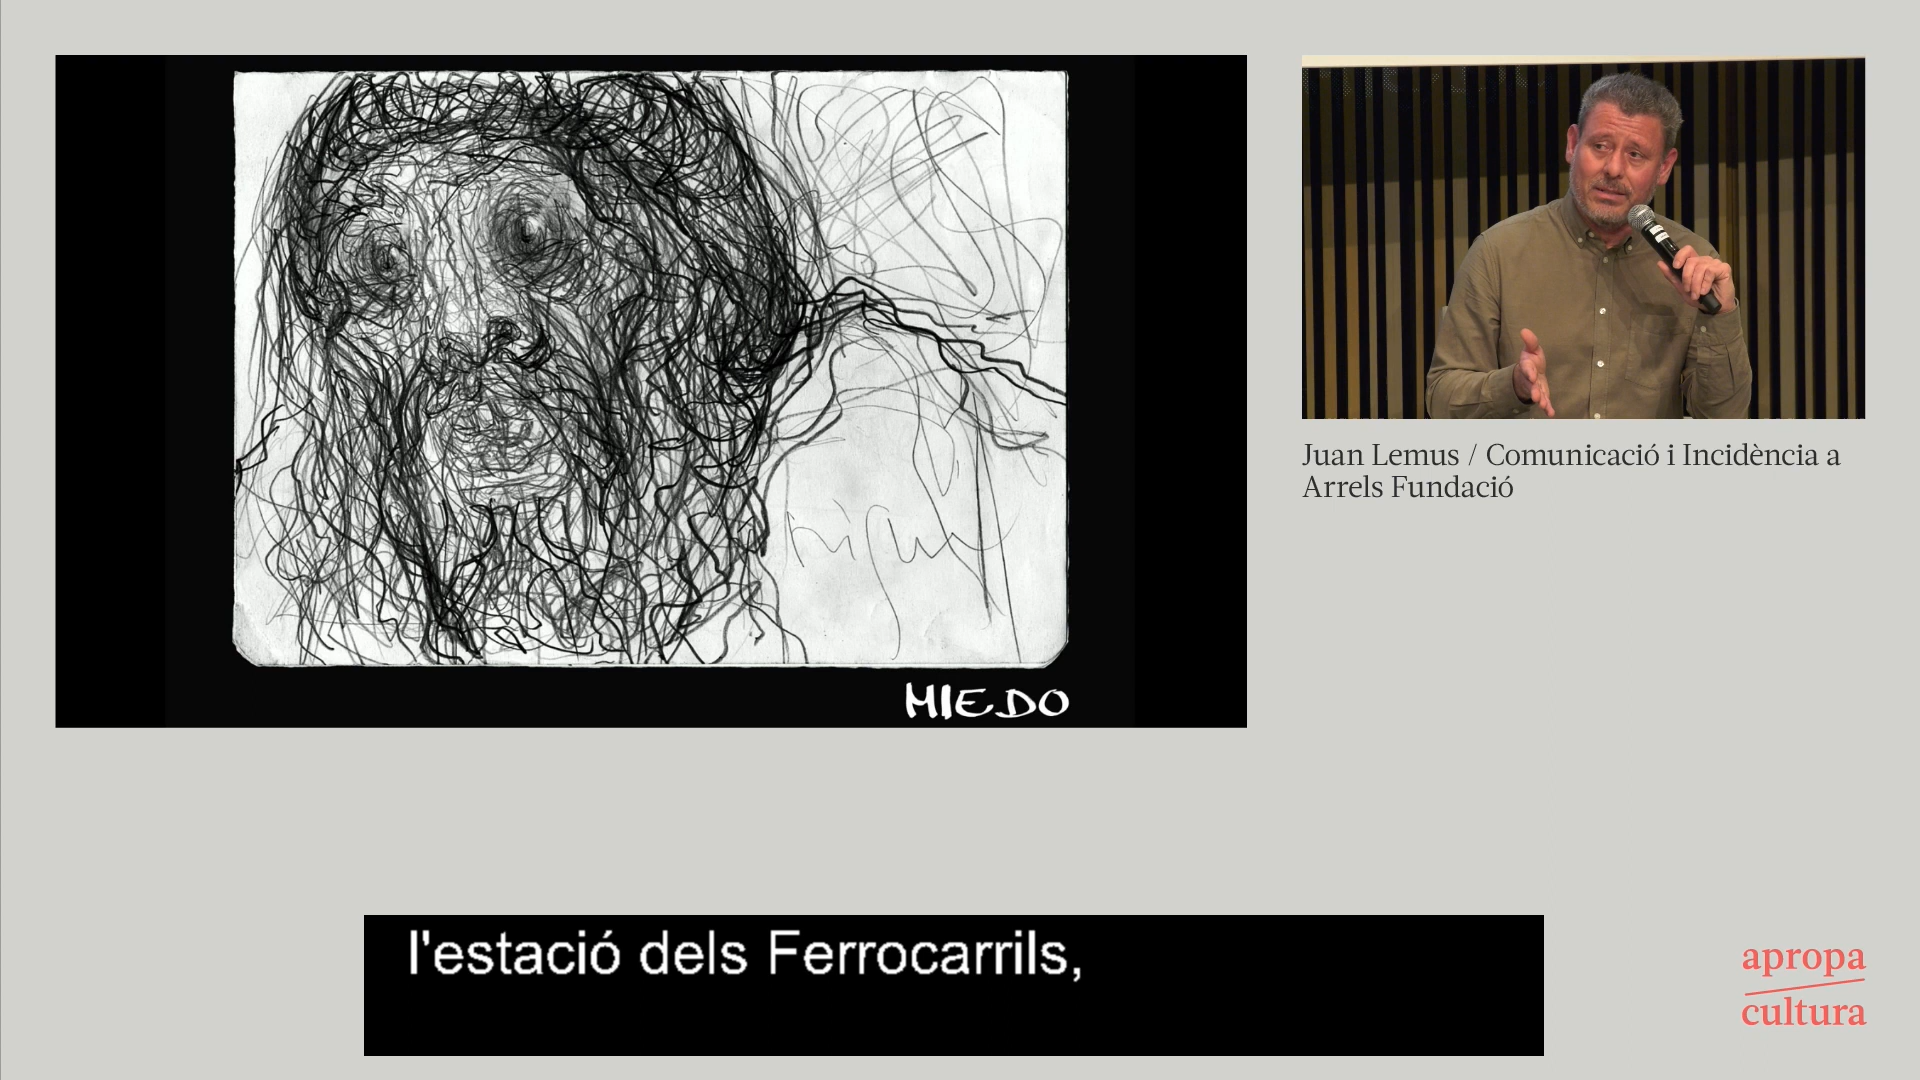 MIEDO
Juan Lemus / Comunicació i Incidència a
Arrels Fundació
l'estació dels Ferrocarrils,
apropa
cultura